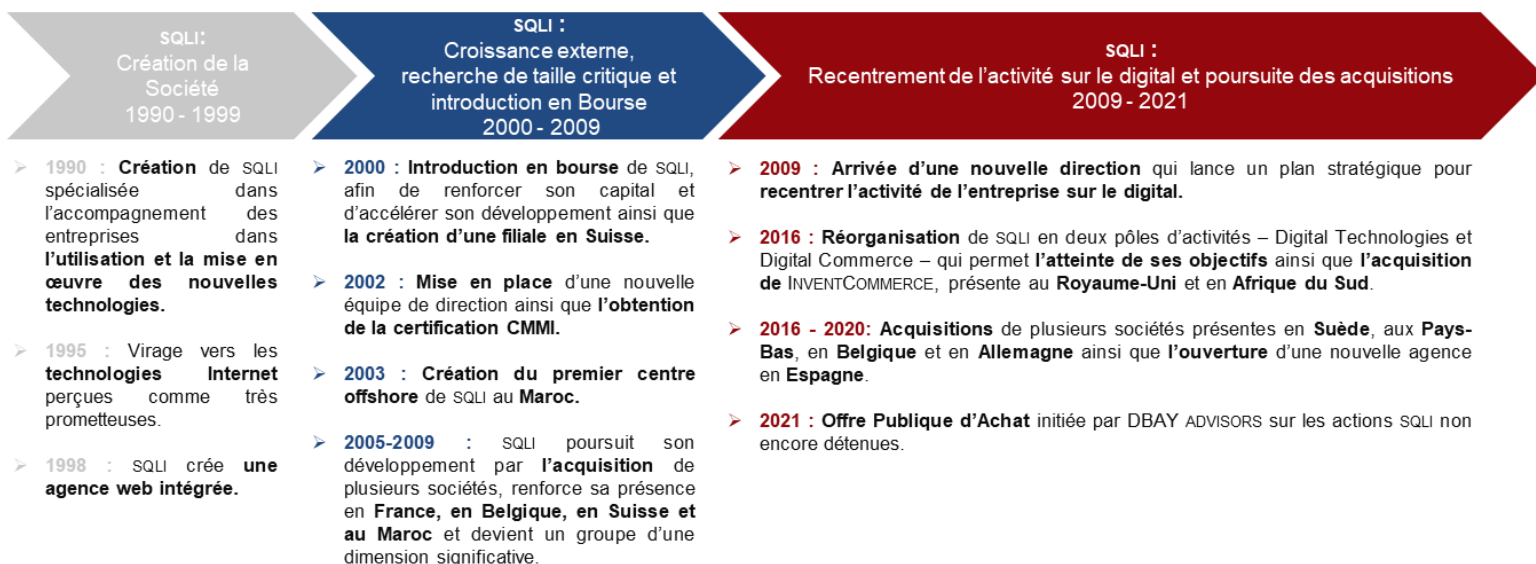 SQLI:
Création de la
Société
1990 - 1999
➢ 1990 : Création de SQLI
spécialisée dans
l'accompagnement des
entreprises dans
l'utilisation et la mise en
œuvre des nouvelles
technologies.
➢ 1995 : Virage vers les
technologies Internet
perçues comme très
prometteuses.
➢ 1998 : SQLI crée une
agence web intégrée.
SQLI :
Croissance externe,
recherche de taille critique et
introduction en Bourse
2000 - 2009
➢ 2000 : Introduction en bourse de SQLI,
afin de renforcer son capital et
d'accélérer son développement ainsi que
la création d'une filiale en Suisse.
➢ 2002 : Mise en place d'une nouvelle
équipe de direction ainsi que l'obtention
de la certification CMMI.
➢ 2003 : Création du premier centre
offshore de SQLI au Maroc.
➢ 2005-2009 : SQLI poursuit son
développement par l'acquisition de
plusieurs sociétés, renforce sa présence
en France, en Belgique, en Suisse et
au Maroc et devient un groupe d'une
dimension significative.
SQLI :
Recentrement de l'activité sur le digital et poursuite des acquisitions
2009 - 2021
➢ 2009 : Arrivée d'une nouvelle direction qui lance un plan stratégique pour
recentrer l'activité de l'entreprise sur le digital.
➢ 2016 : Réorganisation de SQLI en deux pôles d'activités – Digital Technologies et
Digital Commerce – qui permet l'atteinte de ses objectifs ainsi que l'acquisition
de INVENTCOMMERCE, présente au Royaume-Uni et en Afrique du Sud.
➢ 2016 - 2020: Acquisitions de plusieurs sociétés présentes en Suède, aux Pays-
Bas, en Belgique et en Allemagne ainsi que l'ouverture d'une nouvelle agence
en Espagne.
➢ 2021 : Offre Publique d'Achat initiée par DBAY ADVISORS sur les actions SQLI non
encore détenues.